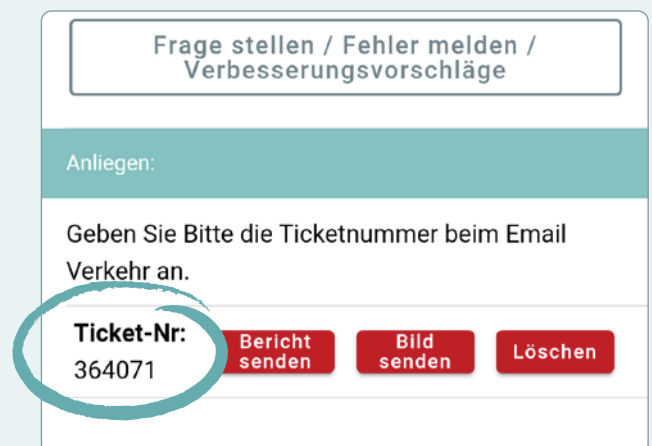 Frage stellen / Fehler melden /
Verbesserungsvorschläge
Anliegen:
Geben Sie Bitte die Ticketnummer beim Email
Verkehr an.
Ticket-Nr:
364071
Bericht
senden
Bild
senden
Löschen